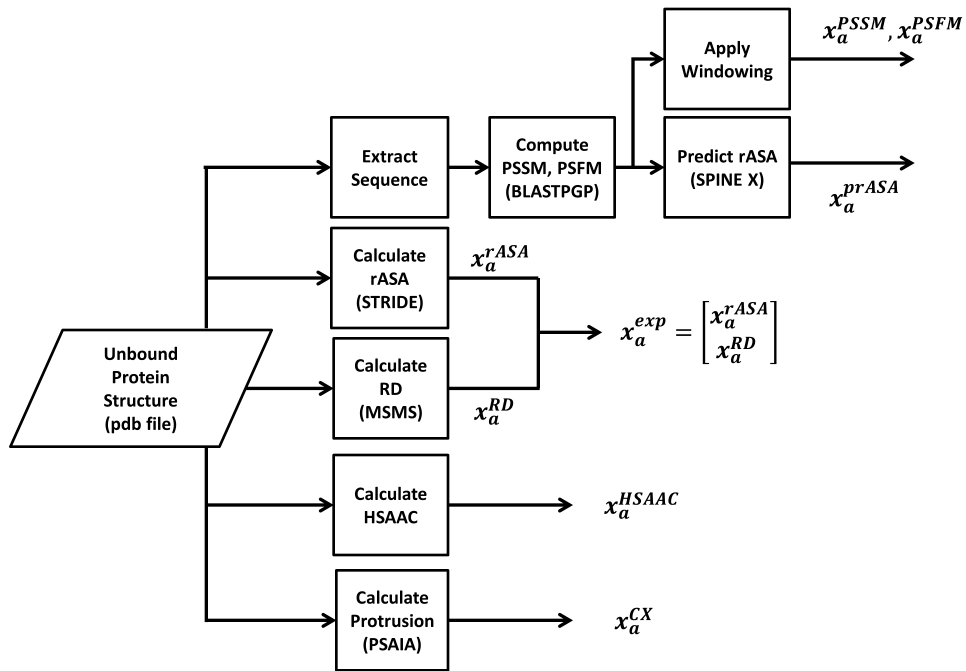 x_a^{PSSM}, x_a^{PSFM}
Apply
Windowing
Extract
Sequence
Compute
PSSM, PSFM
(BLASTPGP)
Predict rASA
(SPINE X)
x_a^{prASA}
Calculate
rASA
(STRIDE)
x_a^{rASA}
x_a^{exp} = [x_a^{rASA}
x_a^{RD}]
Unbound
Protein
Structure
(pdb file)
Calculate
RD
(MSMS)
x_a^{RD}
Calculate
HSAAC
x_a^{HSAAC}
Calculate
Protrusion
(PSAIA)
x_a^{CX}